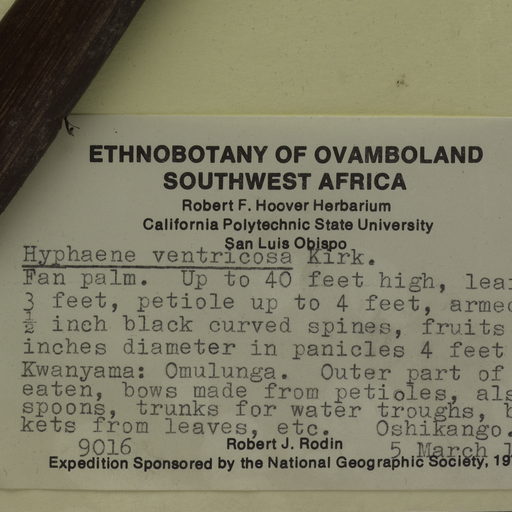 ETHNOBOTANY OF OVAMBOLAND
SOUTHWEST AFRICA
Robert F. Hoover Herbarium
California Polytechnic State University
San Luis Obispo
Hyphaene ventricosa Kirk.
Fan palm. Up to 40 feet high, lea
3 feet, petiole up to 4 feet, armed
½ inch black curved spines, fruits
inches diameter in panicles 4 feet
Kwanyama: Omulunga. Outer part of
eaten, bows made from petioles, als
spoons, trunks for water troughs, b
kets from leaves, etc. Oshikango.
9016 Robert J. Rodin 5 March 1
Expedition Sponsored by the National Geographic Society, 19